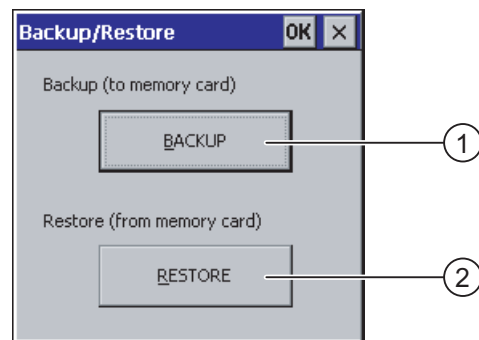 Backup/Restore OK ×
Backup (to memory card)
BACKUP 1
Restore (from memory card)
RESTORE 2